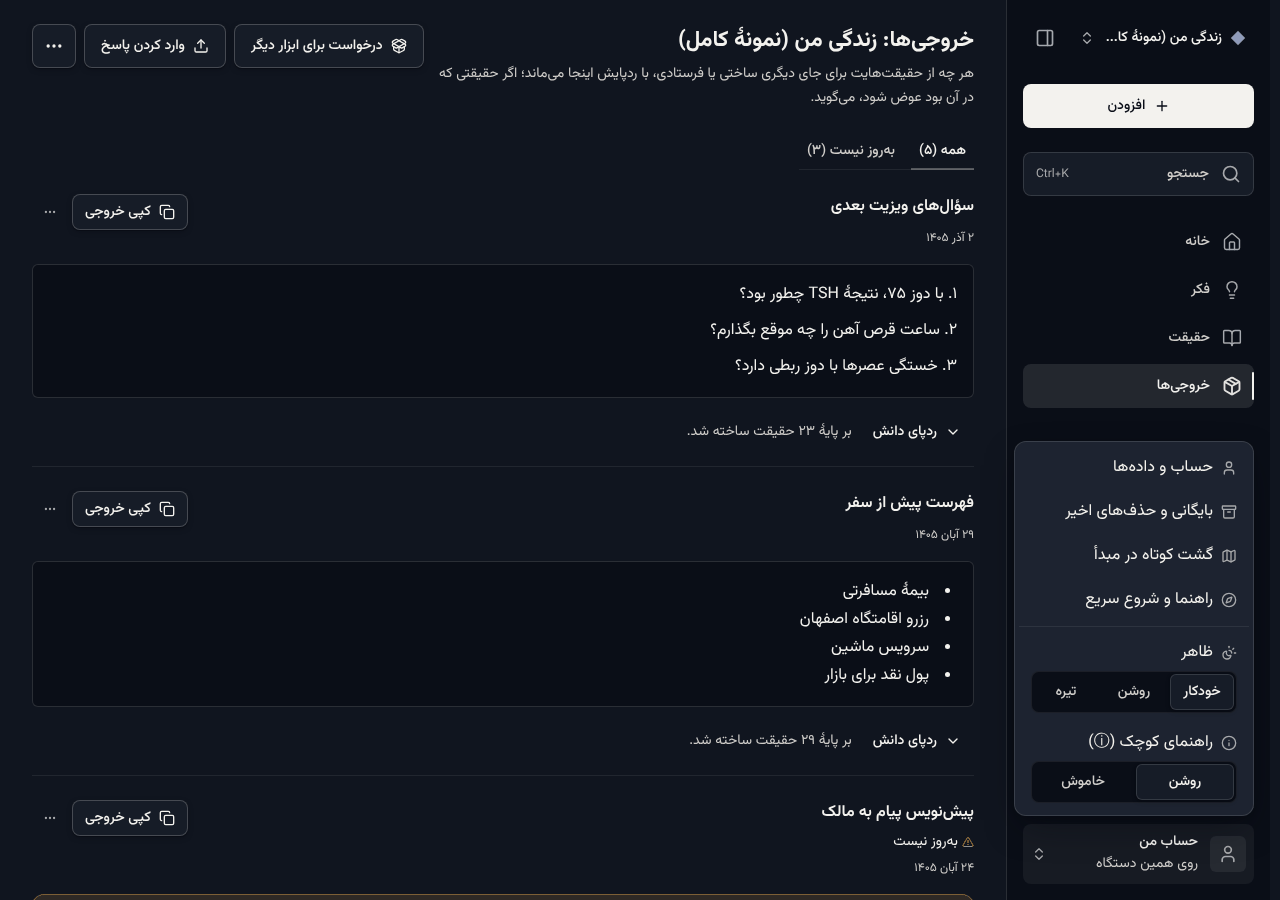 زندگی من (نمونهٔ کا...
افزودن
جستجو
Ctrl+K
خانه
فکر
حقیقت
خروجی‌ها
حساب و داده‌ها
بایگانی و حذف‌های اخیر
گشت کوتاه در مبدأ
راهنما و شروع سریع
ظاهر
خودکار
روشن
تیره
راهنمای کوچک (ⓘ)
روشن
خاموش
حساب من
روی همین دستگاه
خروجی‌ها: زندگی من (نمونهٔ کامل)
هر چه از حقیقت‌هایت برای جای دیگری ساختی یا فرستادی، با ردپایش اینجا می‌ماند؛ اگر حقیقتی که
در آن بود عوض شود، می‌گوید.
درخواست برای ابزار دیگر
وارد کردن پاسخ
همه (۵)
به‌روز نیست (۳)
سؤال‌های ویزیت بعدی
۲ آذر ۱۴۰۵
کپی خروجی
۱. با دوز ۷۵، نتیجهٔ TSH چطور بود؟
۲. ساعت قرص آهن را چه موقع بگذارم؟
۳. خستگی عصرها با دوز ربطی دارد؟
ردپای دانش
بر پایهٔ ۲۳ حقیقت ساخته شد.
فهرست پیش از سفر
۲۹ آبان ۱۴۰۵
کپی خروجی
• بیمهٔ مسافرتی
• رزرو اقامتگاه اصفهان
• سرویس ماشین
• پول نقد برای بازار
ردپای دانش
بر پایهٔ ۲۹ حقیقت ساخته شد.
پیش‌نویس پیام به مالک
به‌روز نیست
۲۴ آبان ۱۴۰۵
کپی خروجی